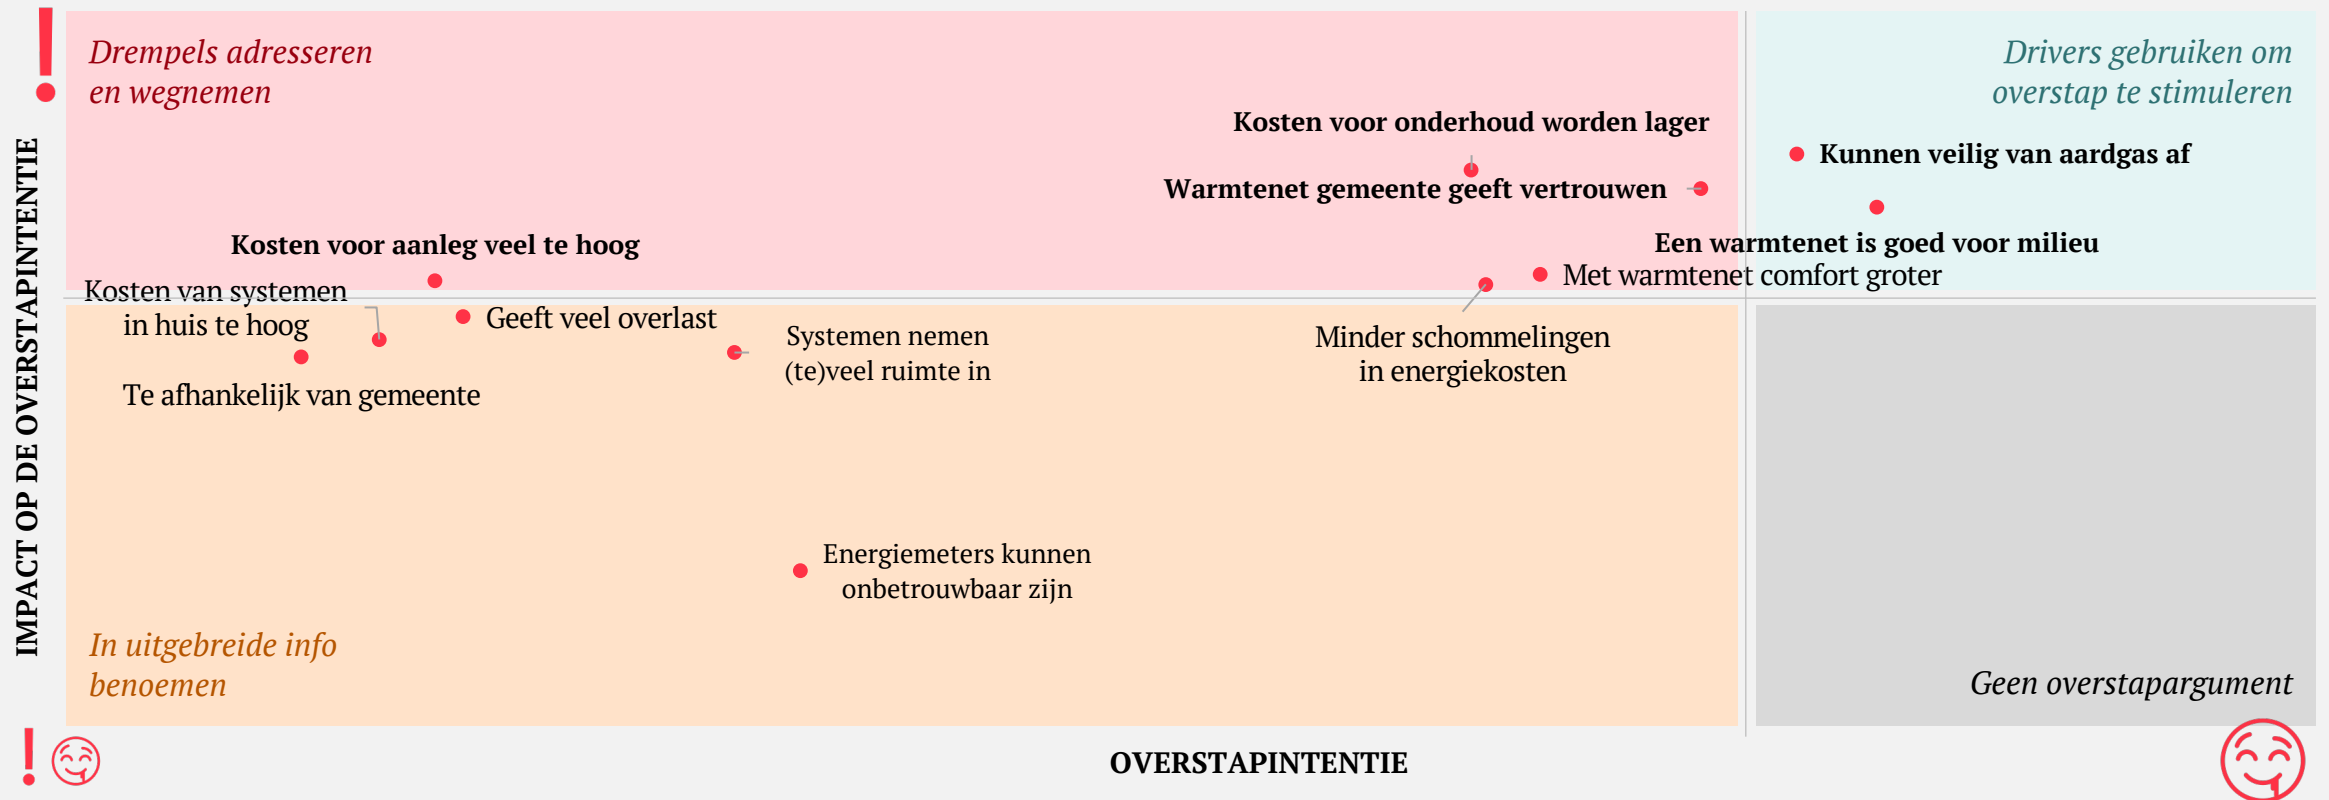 Drempels adresseren
en wegnemen
Drivers gebruiken om
overstap te stimuleren
Kosten voor onderhoud worden lager
Kunnen veilig van aardgas af
Warmtenet gemeente geeft vertrouwen
Kosten voor aanleg veel te hoog
Een warmtenet is goed voor milieu
Met warmtenet comfort groter
Kosten van systemen
in huis te hoog
Geeft veel overlast
Systemen nemen
(te)veel ruimte in
Minder schommelingen
in energiekosten
Te afhankelijk van gemeente
Energiemeters kunnen
onbetrouwbaar zijn
In uitgebreide info
benoemen
Geen overstapargument
IMPACT OP DE OVERSTAPINTENTIE
OVERSTAPINTENTIE